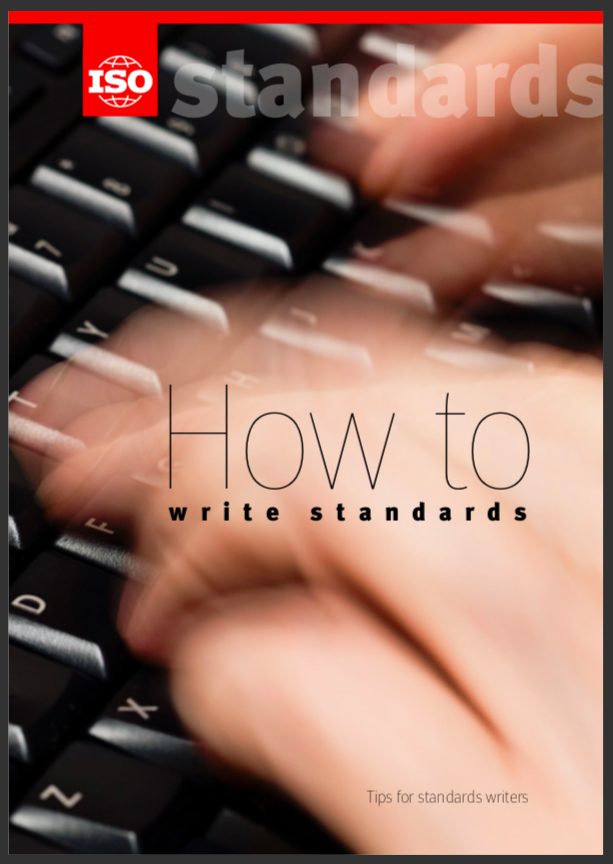 ISO
standards
How to
write standards
Tips for standards writers